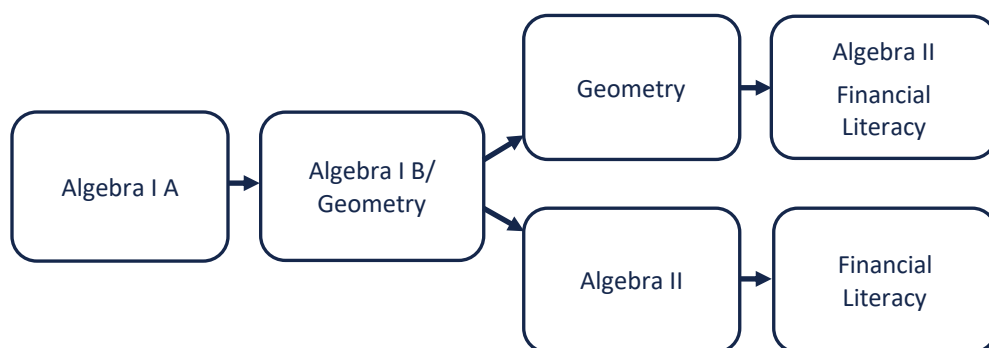 Algebra I A
Algebra I B/
Geometry
Geometry
Algebra II
Financial
Literacy
Algebra II
Financial
Literacy